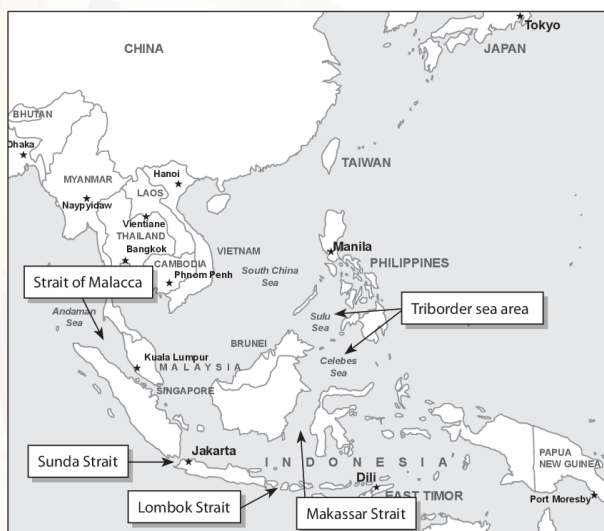 Tokyo
CHINA
JAPAN
BHUTAN
Dhaka
TAIWAN
Hanoi
MYANMAR
LAOS
Naypyidaw
Vientiane
THAILAND
Manila
Bangkok
VIETNAM
PHILIPPINES
CAMBODIA
South China
Sea
Phnom Penh
Strait of Malacca
Andaman
Sea
Sulu
Sea
Triborder sea area
BRUNEI
Kuala Lumpur
MALAYSIA
Celebes
Sea
SINGAPORE
Jakarta
Sunda Strait
INDONESIA
PAPUA
NEW GUINEA
Dili
EAST TIMOR
Port Moresby
Lombok Strait
Makassar Strait